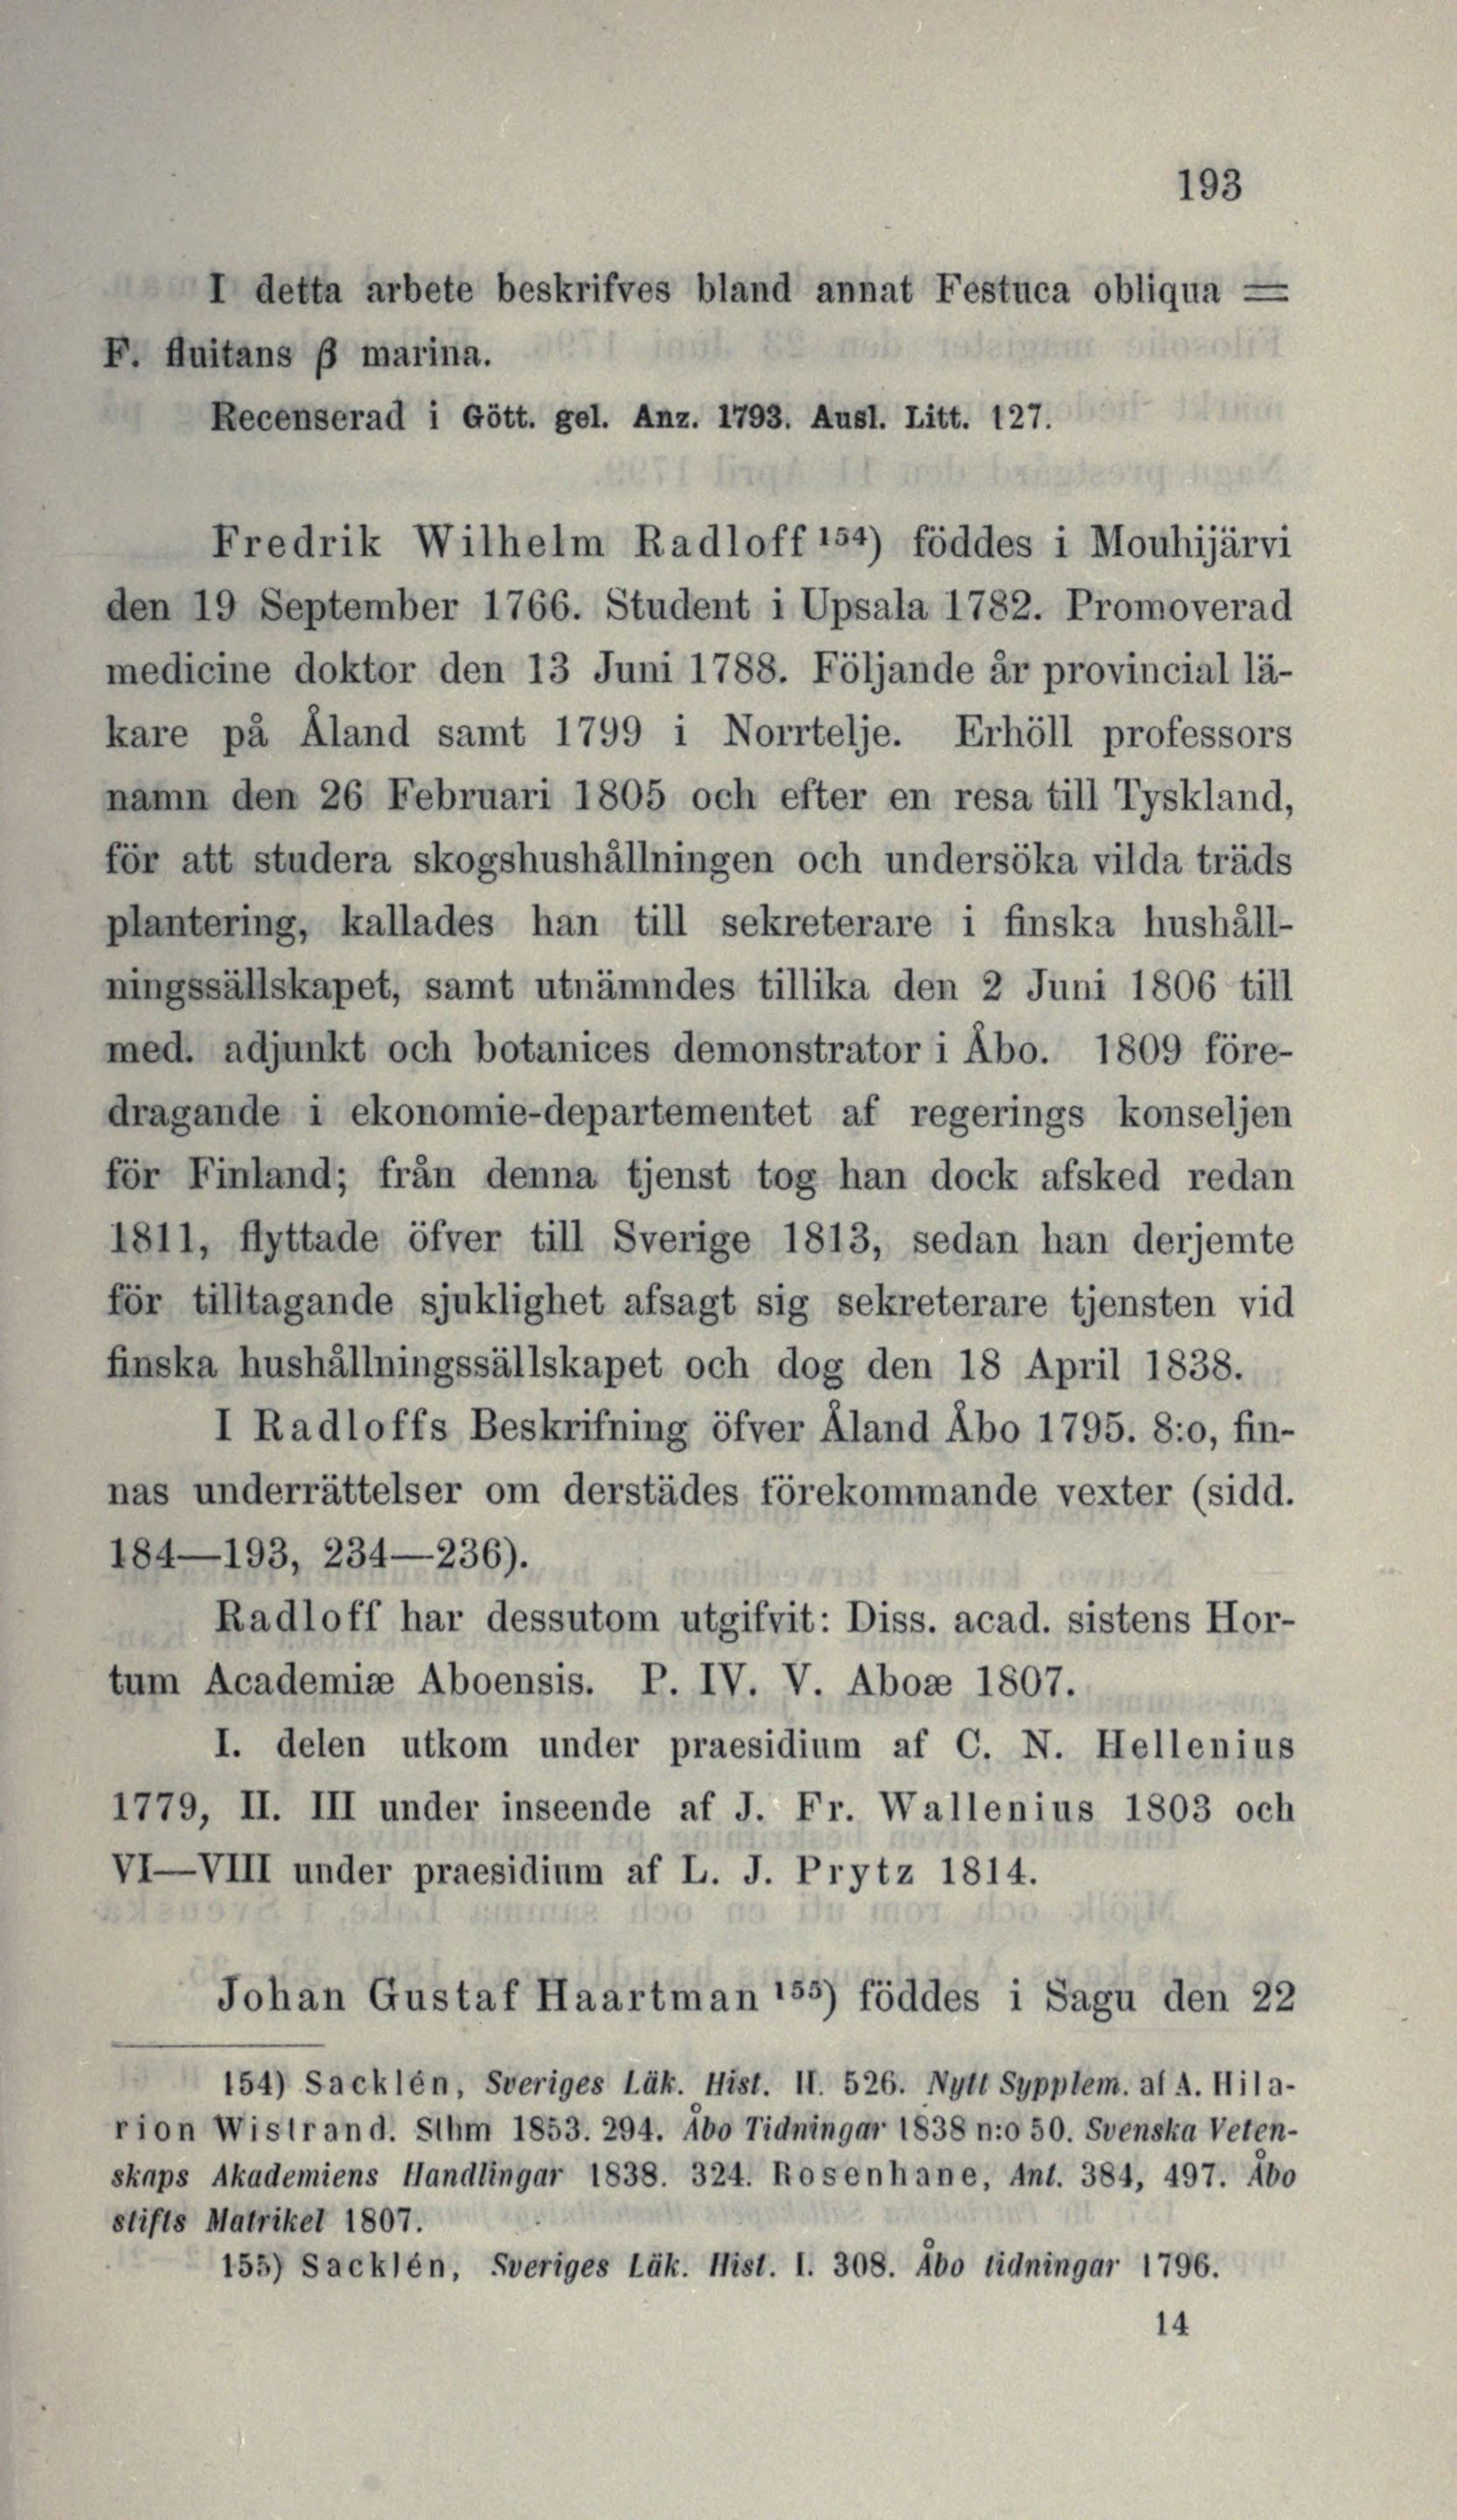 193
I detta arbete beskrifves bland annat Festuca obliqua =
F. fluitans β marina.
Recenserad i Gött. gel. Anz. 1793. Ausl. Litt. 127.
Fredrik Wilhelm Radloff 154) föddes i Mouhijärvi
den 19 September 1766. Student i Upsala 1782. Promoverad
medicine doktor den 13 Juni 1788. Följande år provincial lä-
kare på Åland samt 1799 i Norrtelje. Erhöll professors
namn den 26 Februari 1805 och efter en resa till Tyskland,
för att studera skogshushållningen och undersöka vilda träds
plantering, kallades han till sekreterare i finska hushåll-
ningssällskapet, samt utnämndes tillika den 2 Juni 1806 till
med. adjunkt och botanices demonstrator i Åbo. 1809 före-
dragande i ekonomie-departementet af regerings konseljen
för Finland; från denna tjenst tog han dock afsked redan
1811, flyttade öfver till Sverige 1813, sedan han derjemte
för tilltagande sjuklighet afsagt sig sekreterare tjensten vid
finska hushållningssällskapet och dog den 18 April 1838.
I Radloffs Beskrifning öfver Åland Åbo 1795. 8:o, fin-
nas underrättelser om derstädes förekommande vexter (sidd.
184—193, 234—236).
Radloff har dessutom utgifvit: Diss. acad. sistens Hor-
tum Academiæ Aboensis. P. IV. V. Aboæ 1807.
I. delen utkom under praesidium af C. N. Hellenius
1779, II. III under inseende af J. Fr. Wallenius 1803 och
VI—VIII under praesidium af L. J. Prytz 1814.
Johan Gustaf Haartman 155) föddes i Sagu den 22
154) Sacklén, Sveriges Läk. Hist. II. 526. Nytt Sypplem. af A. Hila-
rion Wistrand. Sthm 1853. 294. Åbo Tidningar 1838 n:o 50. Svenska Veten-
skaps Akademiens Handlingar 1838. 324. Rosenhane, Ant. 384, 497. Åbo
stifts Matrikel 1807.
155) Sacklén, Sveriges Läk. Hist. I. 308. Åbo tidningar 1796.
14